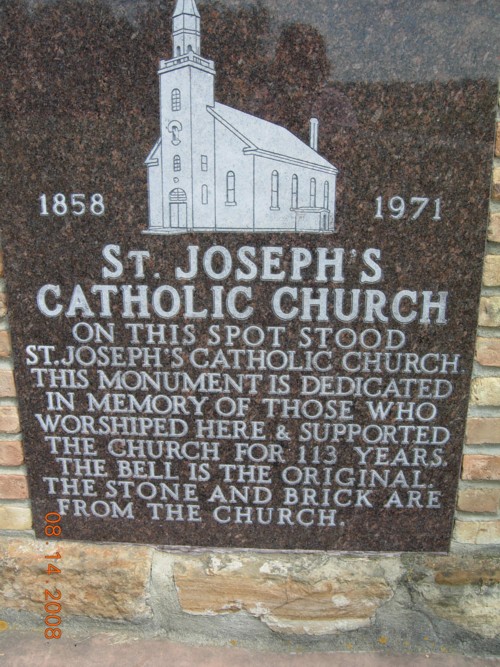 1858 1971
ST. JOSEPH'S
CATHOLIC CHURCH
ON THIS SPOT STOOD
ST. JOSEPH'S CATHOLIC CHURCH
THIS MONUMENT IS DEDICATED
IN MEMORY OF THOSE WHO
WORSHIPED HERE & SUPPORTED
THE CHURCH FOR 113 YEARS.
THE BELL IS THE ORIGINAL.
THE STONE AND BRICK ARE
FROM THE CHURCH.
08 14 2008